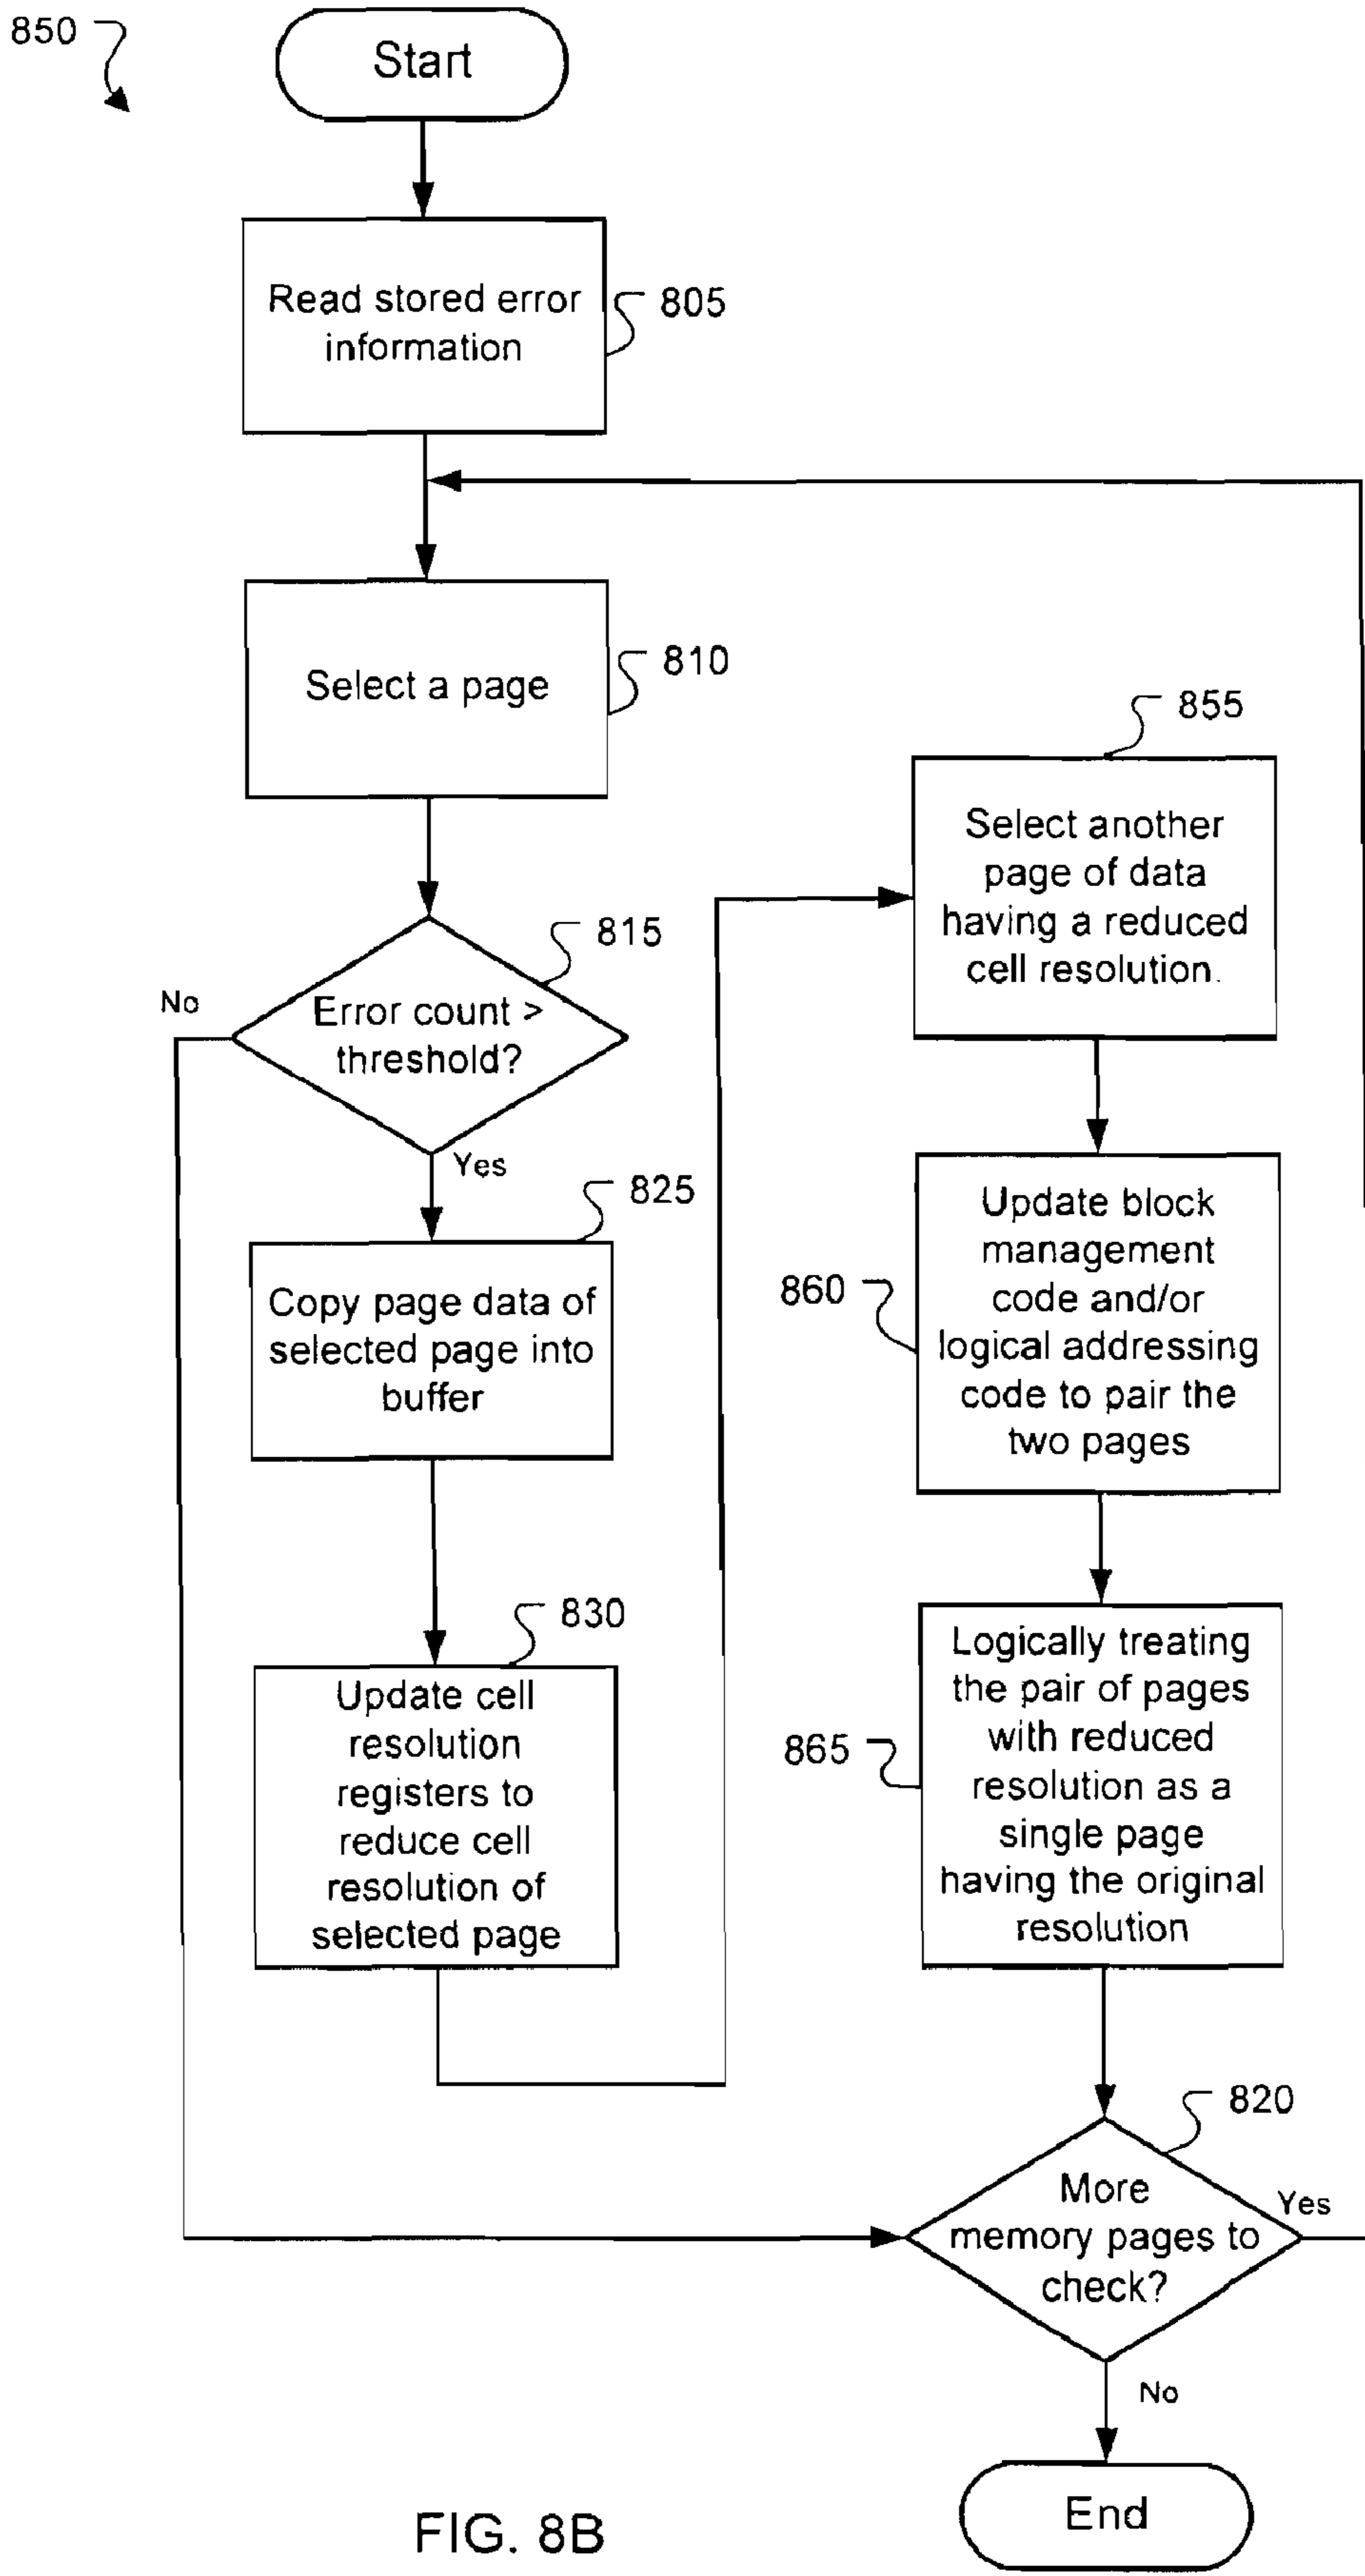 850
Start
Read stored error
information
805
Select a page
810
Error count >
threshold?
815
No
Yes
Copy page data of
selected page into
buffer
825
Update cell
resolution
registers to
reduce cell
resolution of
selected page
830
Select another
page of data
having a reduced
cell resolution.
855
Update block
management
code and/or
logical addressing
code to pair the
two pages
860
Logically treating
the pair of pages
with reduced
resolution as a
single page
having the original
resolution
865
More
memory pages to
check?
820
Yes
No
End
FIG. 8B